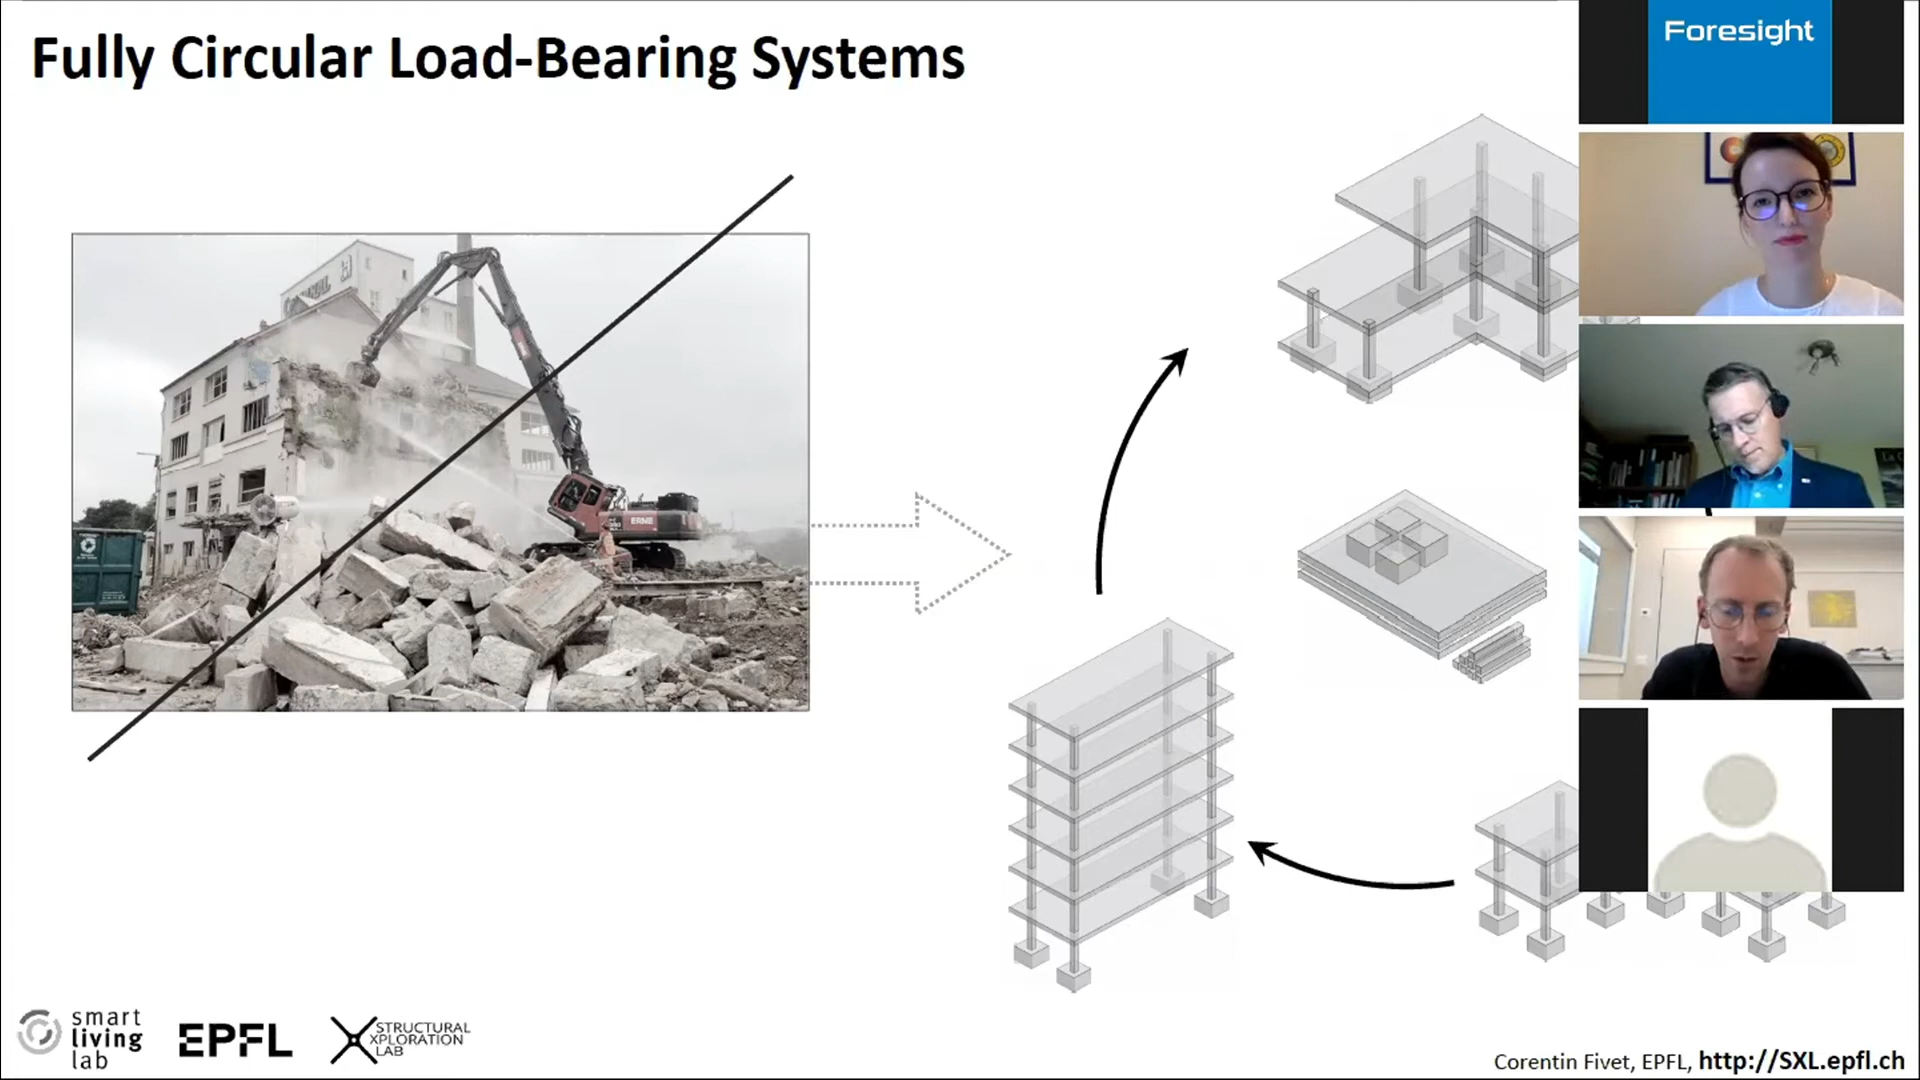 Fully Circular Load-Bearing Systems
Foresight
ERNE
smart
living
lab
EPFL
STRUCTURAL
XPLORATION
LAB
Corentin Fivet, EPFL, http://SXL.epfl.ch